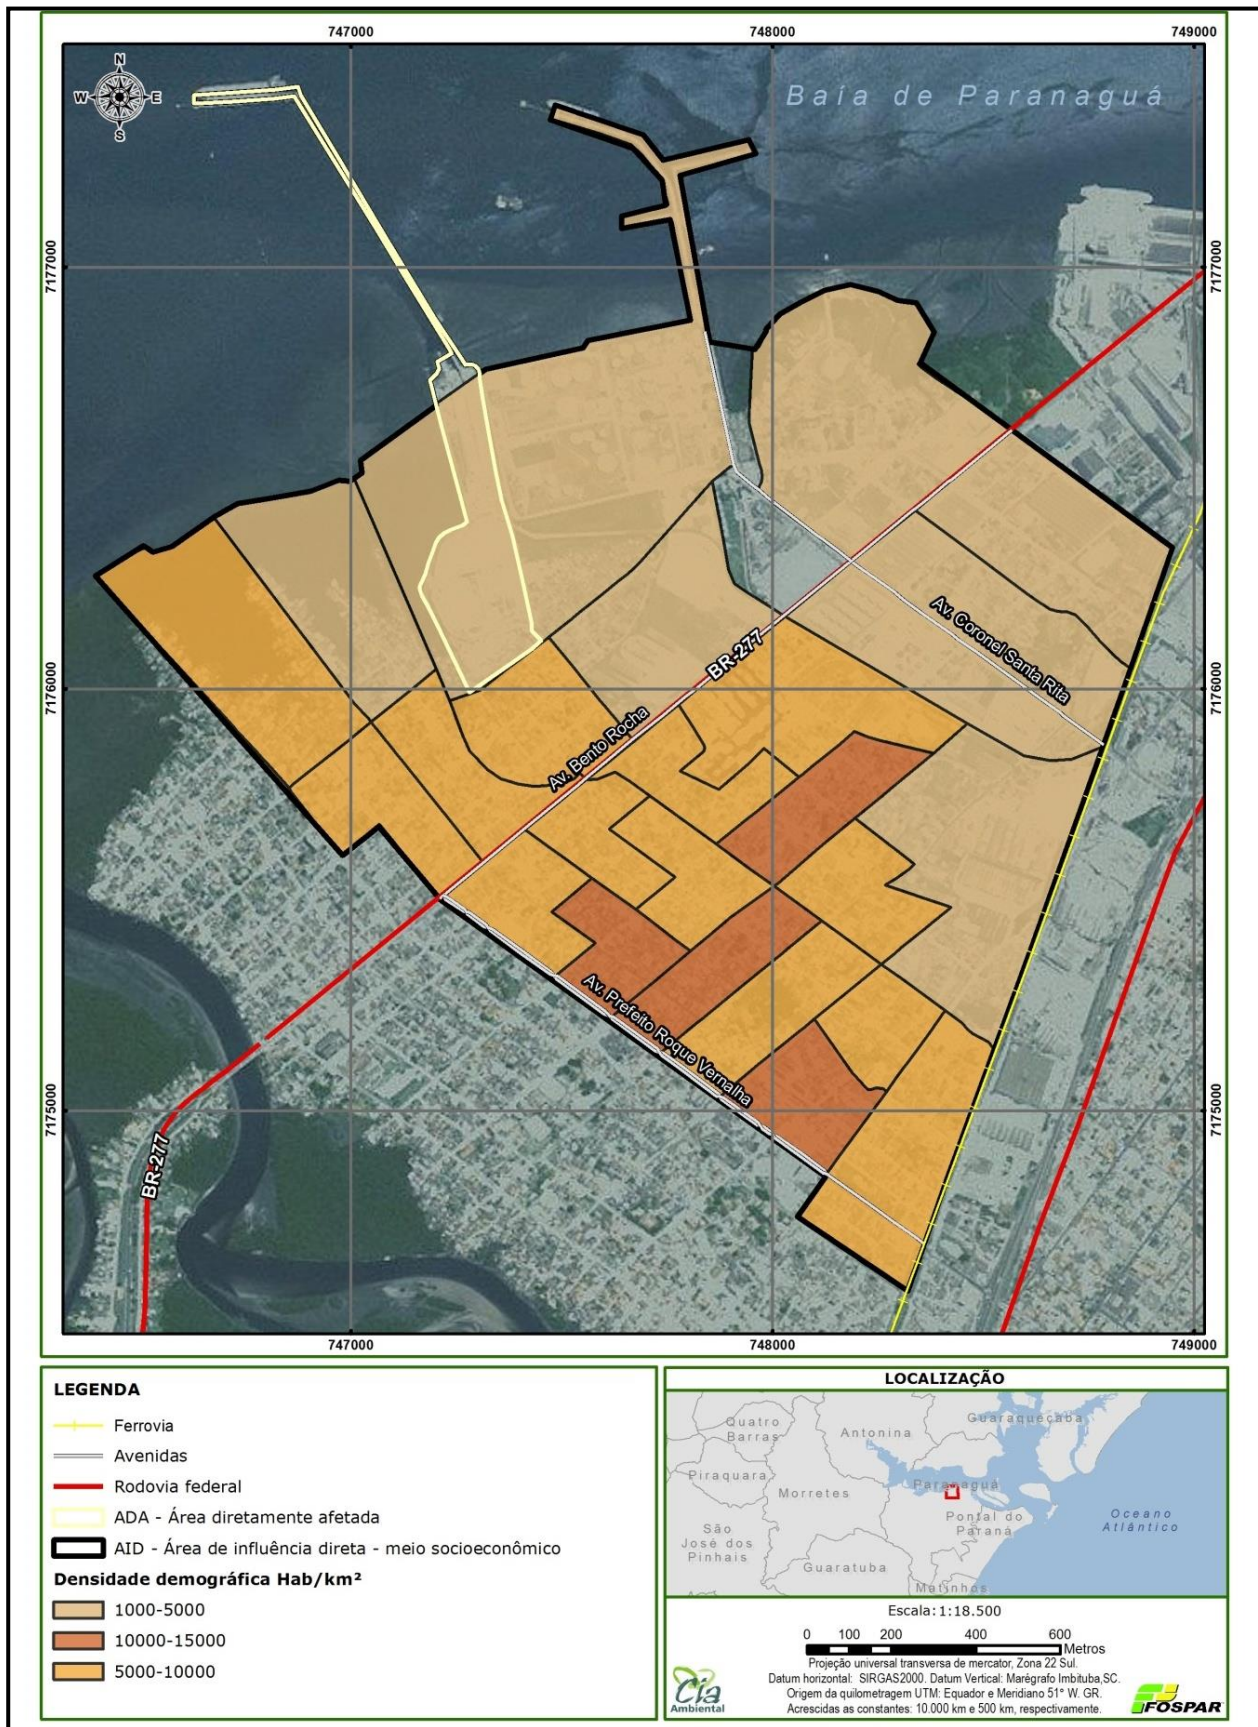 747000
748000
749000
N
W
E
S
Baía de Paranaguá
7177000
7177000
Av. Coronel Santa Rita
BR-277
7176000
7176000
Av. Bento Rocha
Av. Prefeito Roque Vernalha
7175000
7175000
BR-277
747000
748000
749000
LEGENDA
Ferrovia
Avenidas
Rodovia federal
ADA - Área diretamente afetada
AID - Área de influência direta - meio socioeconômico
Densidade demográfica Hab/km²
1000-5000
10000-15000
5000-10000
LOCALIZAÇÃO
Quatro
Barras
Antonina
Guaraqueçaba
Piraquara
Morretes
Paranaguá
Pontal do
Paraná
Oceano
Atlântico
São
José dos
Pinhais
Guaratuba
Matinhos
Escala:1:18.500
0 100 200 400 600
Metros
Projeção universal transversa de mercator, Zona 22 Sul.
Datum horizontal: SIRGAS2000. Datum Vertical: Marégrafo Imbituba,SC.
Origem da quilometragem UTM: Equador e Meridiano 51° W. GR.
Acrescidas as constantes: 10.000 km e 500 km, respectivamente.
Cia
Ambiental
FOSPAR